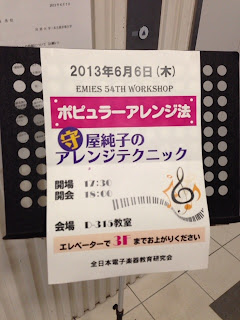 2013年6月6日(木)
EMIES 54TH WORKSHOP
ポピュラーアレンジ法
守屋純子の
アレンジテクニック
開場 17:30
開会 18:00
会場 D-315教室
エレベーターで3Fまでお上がりください
全日本電子楽器教育研究会